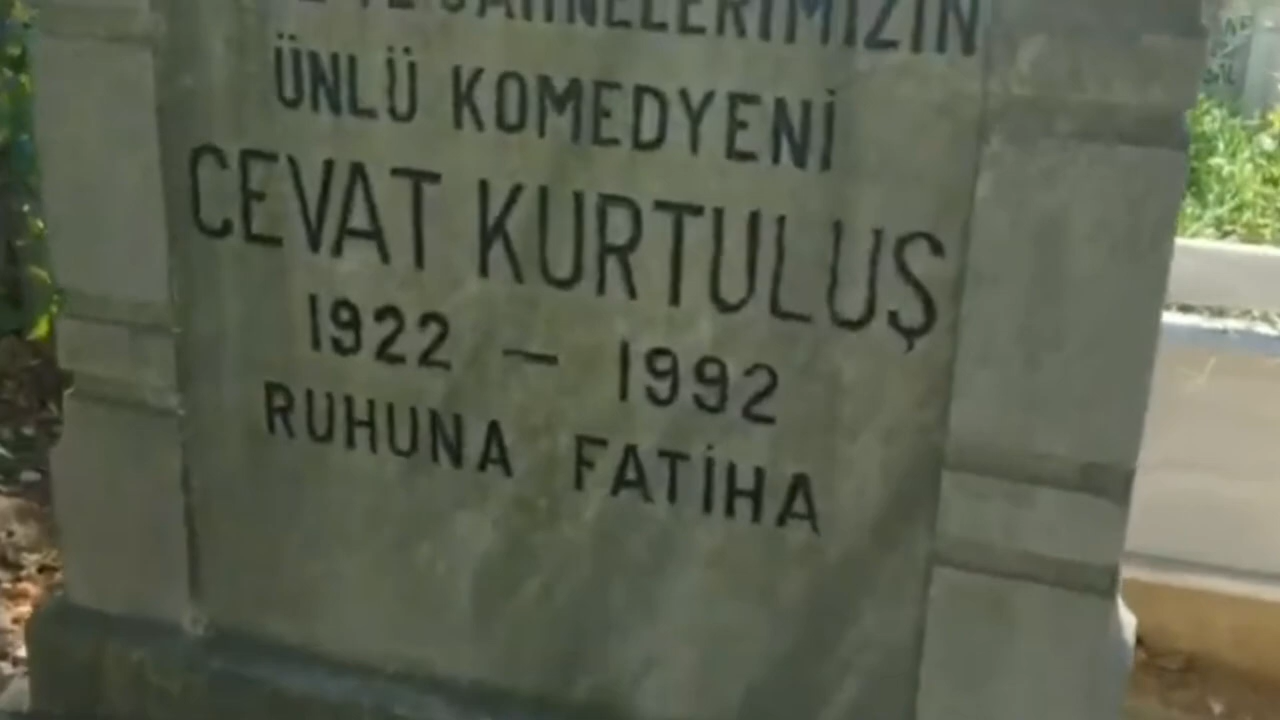 SAHNELERİMİZİN
ÜNLÜ KOMEDYENİ
CEVAT KURTULUŞ
1922 — 1992
RUHUNA FATİHA